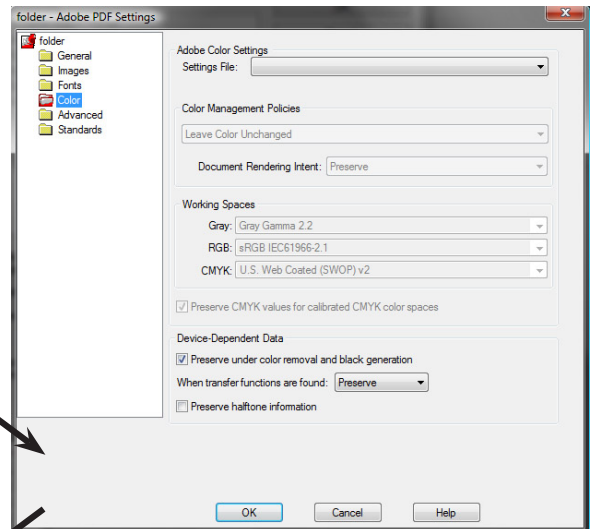 folder - Adobe PDF Settings
folder
General
Images
Fonts
Color
Advanced
Standards
Adobe Color Settings
Settings File:
Color Management Policies
Leave Color Unchanged
Document Rendering Intent: Preserve
Working Spaces
Gray: Gray Gamma 2.2
RGB: sRGB IEC61966-2.1
CMYK: U.S. Web Coated (SWOP) v2
Preserve CMYK values for calibrated CMYK color spaces
Device-Dependent Data
Preserve under color removal and black generation
When transfer functions are found: Preserve
Preserve halftone information
OK Cancel Help